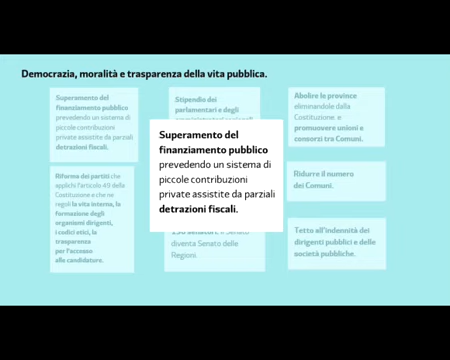 Democrazia, moralità e trasparenza della vita pubblica.
Superamento del
finanziamento pubblico
prevedendo un sistema di
piccole contribuzioni
private assistite da parziali
detrazioni fiscali.
Riforma dei partiti che
applichi l'articolo 49 della
Costituzione e che ne
regoli la vita interna, la
formazione degli
organismi dirigenti,
i codici etici, la
trasparenza
per l'accesso
alle candidature.
Stipendio dei
parlamentari e degli
Superamento del
finanziamento pubblico
prevedendo un sistema di
piccole contribuzioni
private assistite da parziali
detrazioni fiscali.
il Senato
diventa Senato delle
Regioni.
Abolire le province
eliminandole dalla
Costituzione e
promuovere unioni e
consorzi tra Comuni.
Ridurre il numero
dei Comuni.
Tetto all'indennità dei
dirigenti pubblici e delle
società pubbliche.